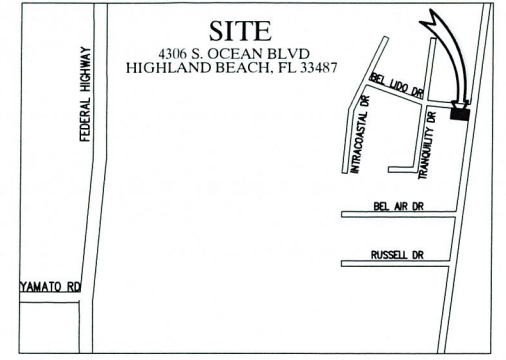 SITE
4306 S. OCEAN BLVD
HIGHLAND BEACH, FL 33487
FEDERAL HIGHWAY
BEL LIDO DR
INTRACOASTAL DR
TRANQUILITY DR
BEL AIR DR
RUSSELL DR
YAMATO RD